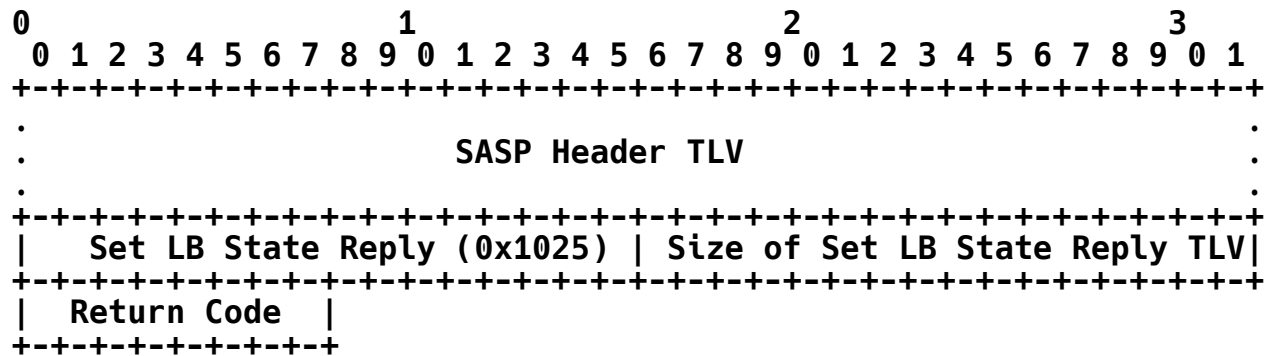 0                   1                   2                   3
 0 1 2 3 4 5 6 7 8 9 0 1 2 3 4 5 6 7 8 9 0 1 2 3 4 5 6 7 8 9 0 1
+-+-+-+-+-+-+-+-+-+-+-+-+-+-+-+-+-+-+-+-+-+-+-+-+-+-+-+-+-+-+-+-+
.                                                               .
.                      SASP Header TLV                          .
.                                                               .
+-+-+-+-+-+-+-+-+-+-+-+-+-+-+-+-+-+-+-+-+-+-+-+-+-+-+-+-+-+-+-+-+
|   Set LB State Reply (0x1025) | Size of Set LB State Reply TLV|
+-+-+-+-+-+-+-+-+-+-+-+-+-+-+-+-+-+-+-+-+-+-+-+-+-+-+-+-+-+-+-+-+
|  Return Code  |
+-+-+-+-+-+-+-+-+